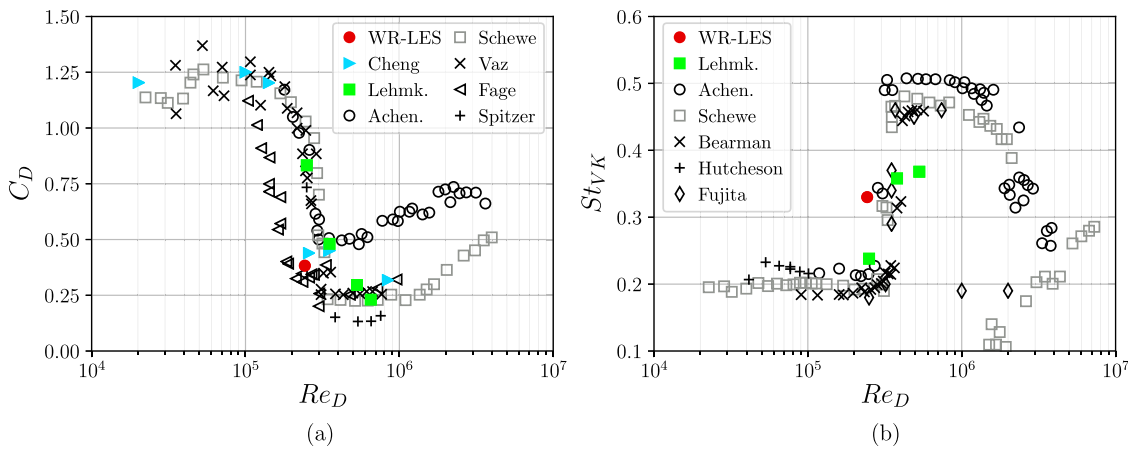 1.50
1.25
1.00
0.75
0.50
0.25
0.00
C_D
10^4
10^5
10^6
10^7
Re_D
WR-LES
Cheng
Lehmk.
Achen.
Schewe
Vaz
Fage
Spitzer
(a)
0.6
0.5
0.4
0.3
0.2
0.1
St_{VK}
10^4
10^5
10^6
10^7
Re_D
WR-LES
Lehmk.
Achen.
Schewe
Bearman
Hutcheson
Fujita
(b)